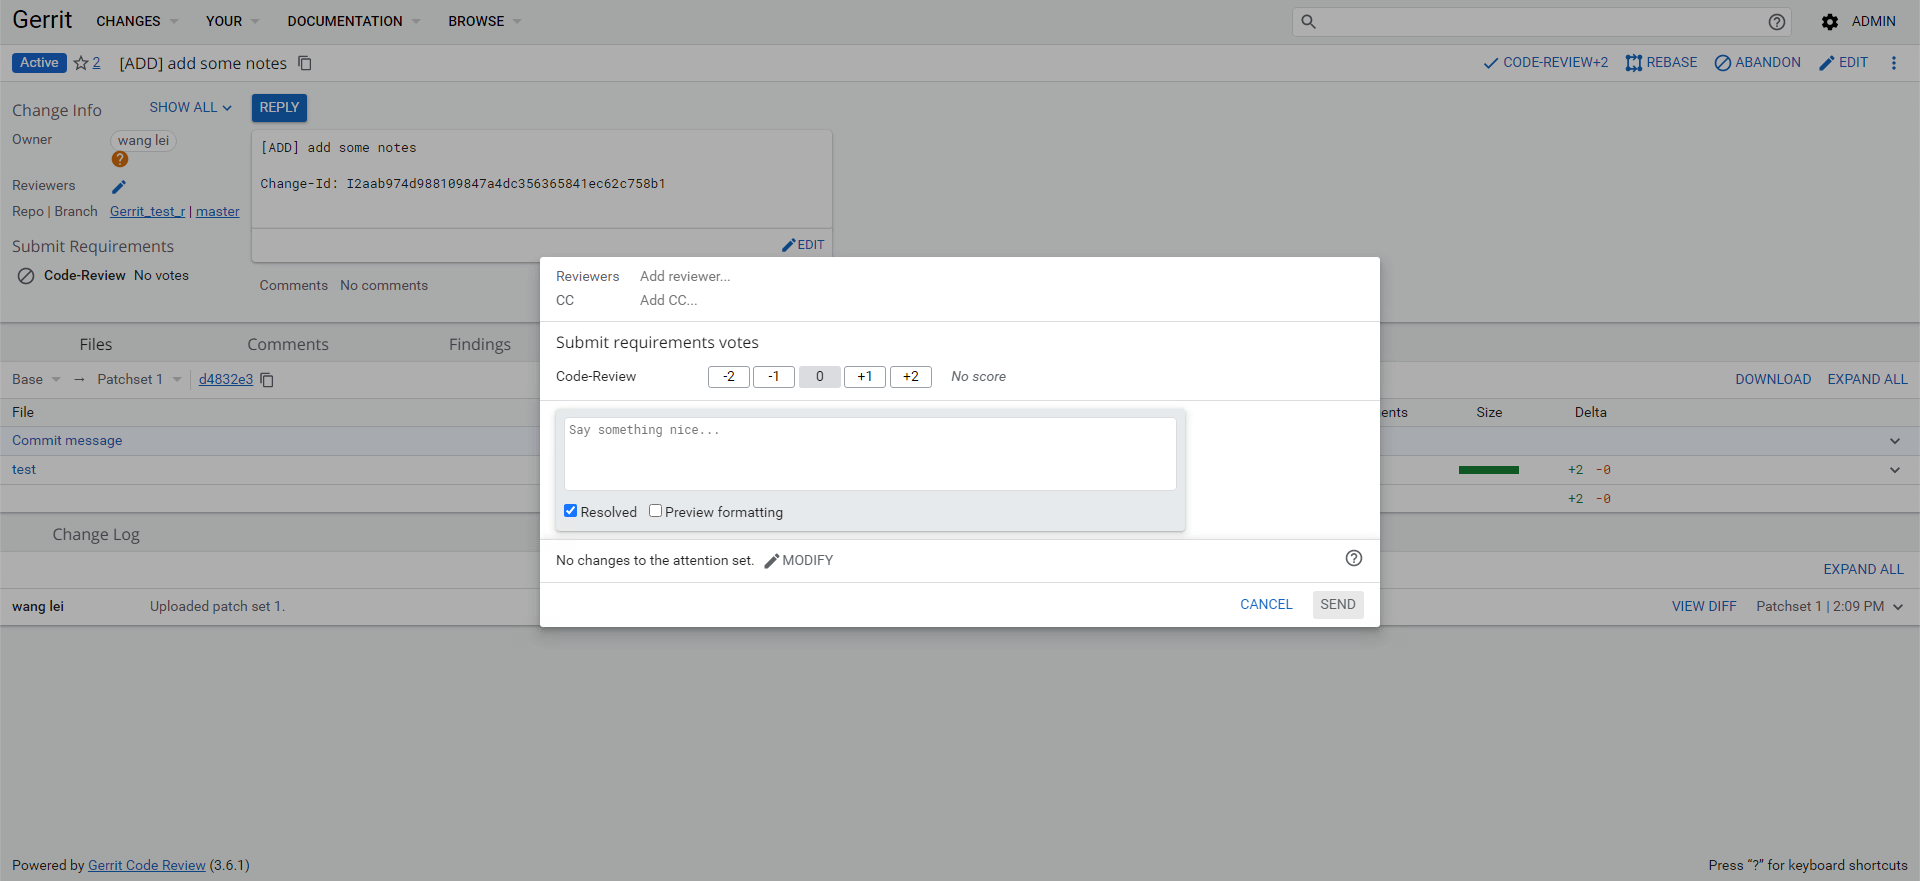 Gerrit CHANGES YOUR DOCUMENTATION BROWSE ADMIN
Active 2 [ADD] add some notes CODE-REVIEW+2 REBASE ABANDON EDIT
Change Info SHOW ALL REPLY
Owner wang lei
[ADD] add some notes
Change-Id: I2aab974d988109847a4dc356365841ec62c758b1
Reviewers
Repo | Branch Gerrit_test_r | master
Submit Requirements
EDIT
Code-Review No votes
Comments No comments
Reviewers Add reviewer...
CC Add CC...
Submit requirements votes
Code-Review -2 -1 0 +1 +2 No score
Say something nice...
Resolved Preview formatting
No changes to the attention set. MODIFY
CANCEL SEND
Files Comments Findings
Base → Patchset 1 d4832e3 DOWNLOAD EXPAND ALL
File ents Size Delta
Commit message
test +2 -0
+2 -0
Change Log
EXPAND ALL
wang lei Uploaded patch set 1. VIEW DIFF Patchset 1 | 2:09 PM
Powered by Gerrit Code Review (3.6.1) Press “?” for keyboard shortcuts